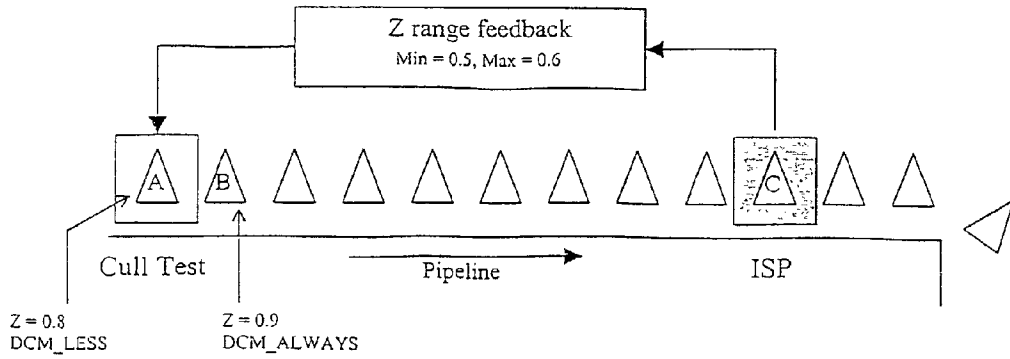 Z range feedback
Min = 0.5, Max = 0.6
A
B
C
Cull Test
Pipeline
ISP
Z = 0.8
DCM_LESS
Z = 0.9
DCM_ALWAYS